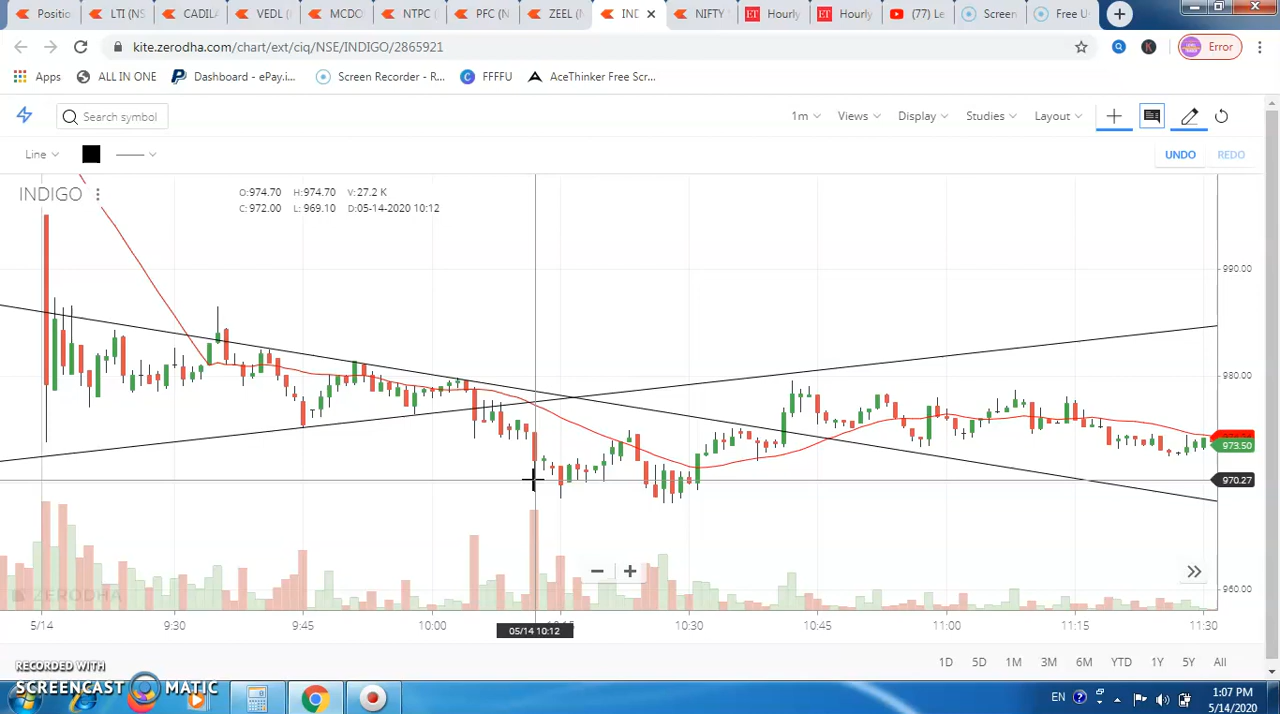 Positio LTI (NS CADILA VEDL ( MCDO NTP PFC (N ZEEL IND NIFTY Hourly Hourly (77) L Screen Free U
kite.zerodha.com/chart/ext/ciq/NSE/INDIGO/2865921 Error
Apps ALL IN ONE Dashboard - ePay.i... Screen Recorder - R... FFFFU AceThinker Free Scr...
Search symbol 1m Views Display Studies Layout
Line UNDO REDO
INDIGO O:974.70 H:974.70 V:27.2 K
C:972.00 L:969.10 D:05-14-2020 10:12
990.00
980.00
973.50
970.27
960.00
ZERODHA
5/14 9:30 9:45 10:00 05/14 10:12 10:30 10:45 11:00 11:15 11:30
1D 5D 1M 3M 6M YTD 1Y 5Y All
RECORDED WITH
SCREENCAST MATIC
EN 1:07 PM
5/14/2020